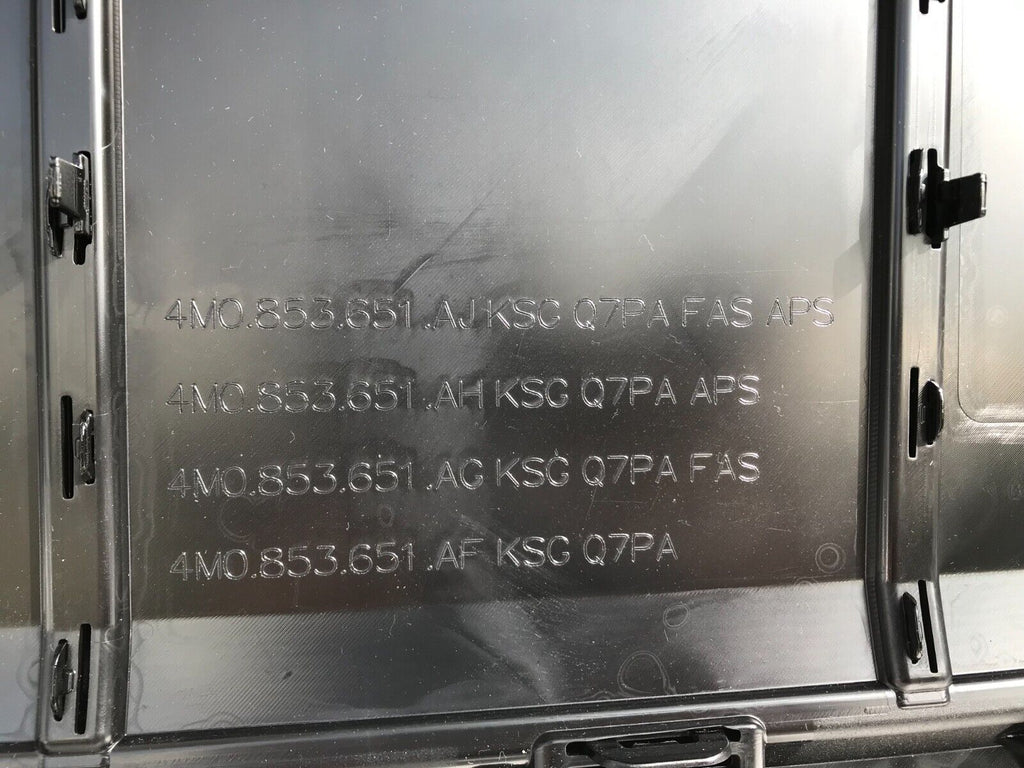 4M0.853.651.AJ KSG Q7PA FAS APS
4M0.853.651.AH KSG Q7PA APS
4M0.853.651.AG KSG Q7PA FAS
4M0.853.651.AF KSG Q7PA